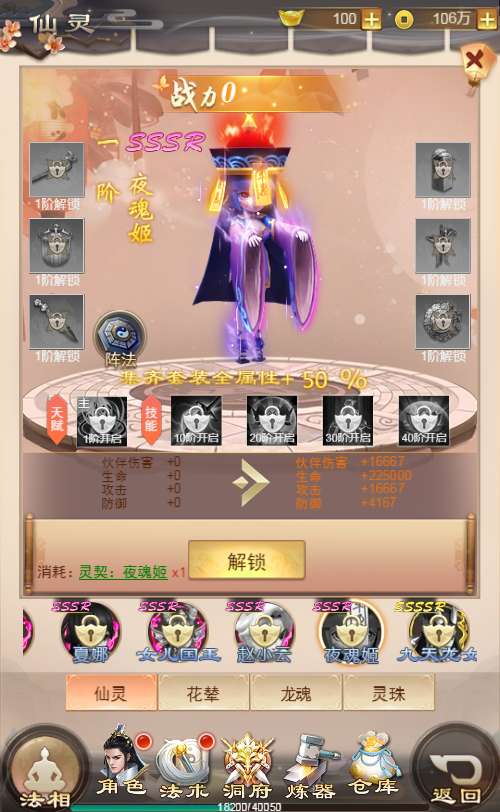 仙灵
100
106万
战力0
SSSR
一阶
夜魂姬
1阶解锁
1阶解锁
1阶解锁
1阶解锁
1阶解锁
1阶解锁
阵法
集齐套装全属性+50%
天赋
主
1阶开启
技能
10阶开启
20阶开启
30阶开启
40阶开启
伙伴伤害 +0
生命 +0
攻击 +0
防御 +0
伙伴伤害 +16667
生命 +225000
攻击 +16667
防御 +4167
消耗：灵契：夜魂姬 x1
解锁
SSSR
SSSR
SSSR
SSSR
SSSSR
夏娜
女儿国王
赵小云
夜魂姬
九天龙女
仙灵
花辇
龙魂
灵珠
法相
角色
法术
洞府
炼器
仓库
返回
18200/40050